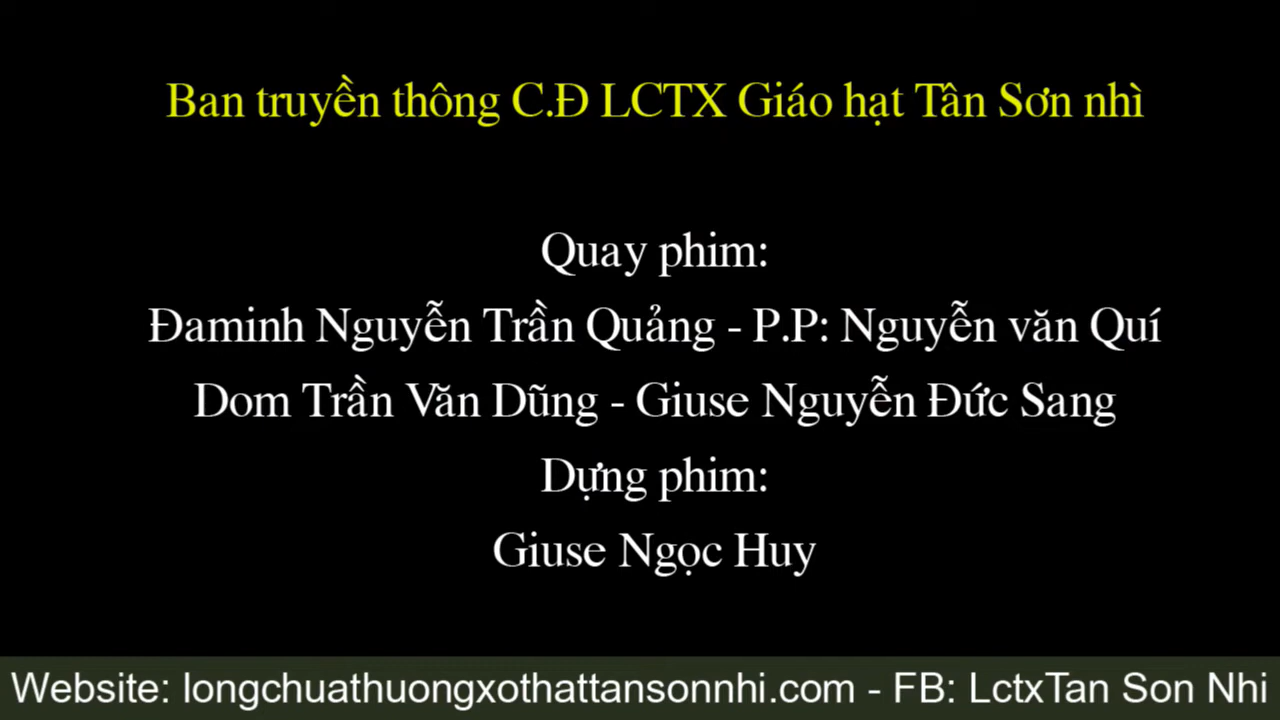 Ban truyền thông C.Đ LCTX Giáo hạt Tân Sơn nhì
Quay phim:
Đaminh Nguyễn Trần Quảng - P.P: Nguyễn văn Quí
Dom Trần Văn Dũng - Giuse Nguyễn Đức Sang
Dựng phim:
Giuse Ngọc Huy
Website: longchuathuongxothattansonnhi.com - FB: LctxTan Son Nhi